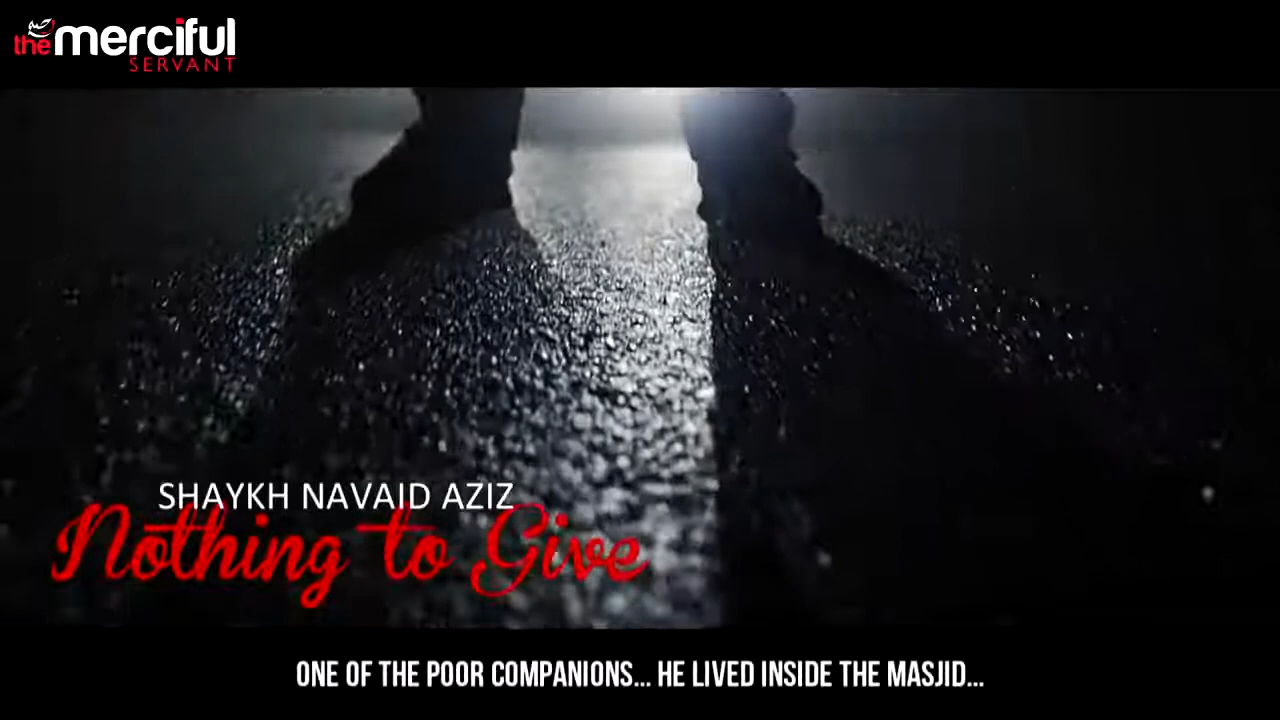 the merciful
SERVANT
SHAYKH NAVAID AZIZ
Nothing to Give
ONE OF THE POOR COMPANIONS... HE LIVED INSIDE THE MASJID...